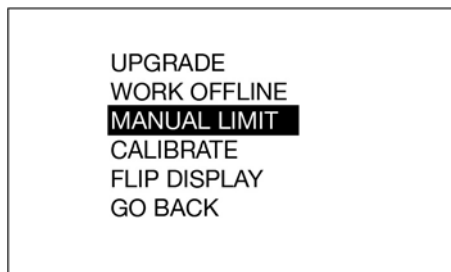 UPGRADE
WORK OFFLINE
MANUAL LIMIT
CALIBRATE
FLIP DISPLAY
GO BACK